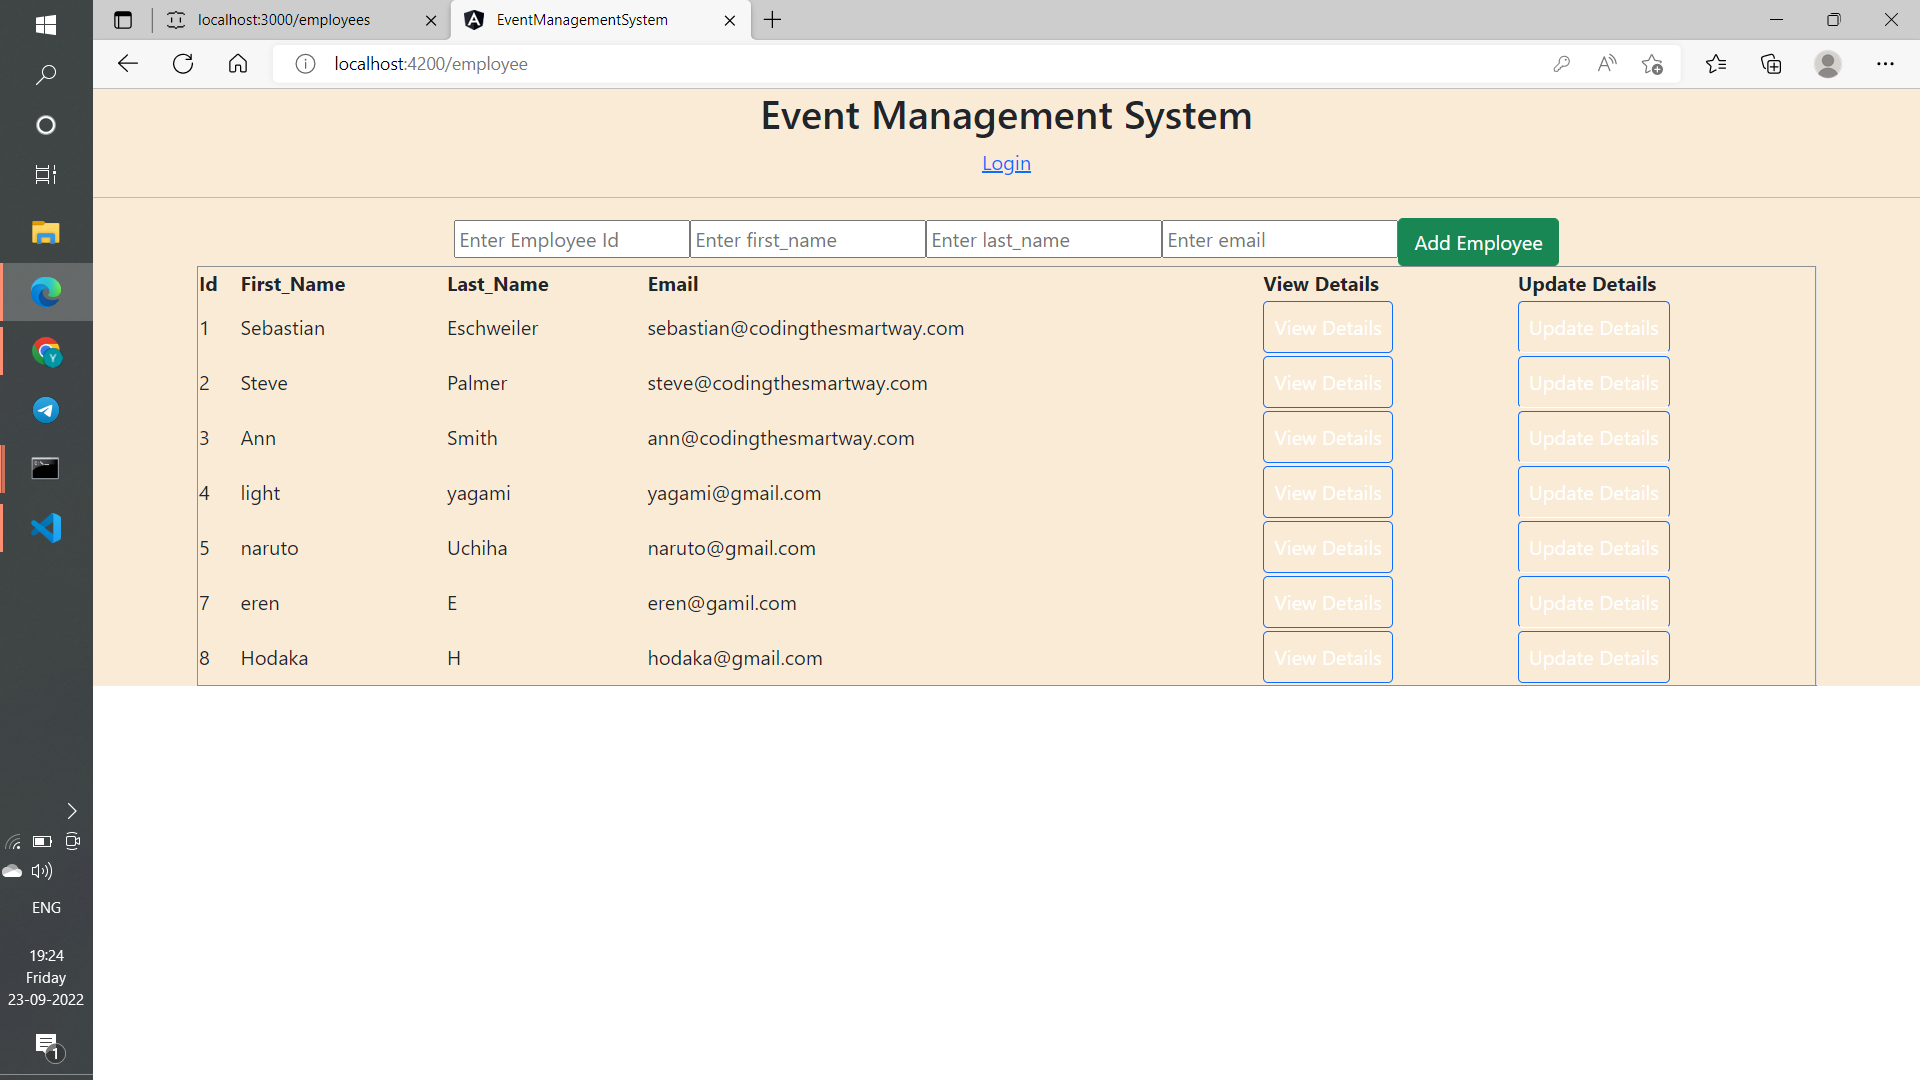 localhost:3000/employees
EventManagementSystem
localhost:4200/employee
Event Management System
Login
Enter Employee Id Enter first_name Enter last_name Enter email Add Employee
Id First_Name Last_Name Email View Details Update Details
1 Sebastian Eschweiler sebastian@codingthesmartway.com View Details Update Details
2 Steve Palmer steve@codingthesmartway.com View Details Update Details
3 Ann Smith ann@codingthesmartway.com View Details Update Details
4 light yagami yagami@gmail.com View Details Update Details
5 naruto Uchiha naruto@gmail.com View Details Update Details
7 eren E eren@gamil.com View Details Update Details
8 Hodaka H hodaka@gmail.com View Details Update Details
Y
ENG
19:24
Friday
23-09-2022
1